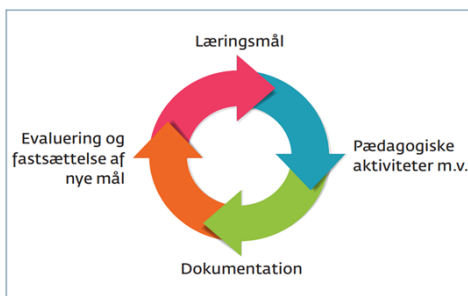 Læringsmål
Pædagogiske
aktiviteter m.v.
Dokumentation
Evaluering og
fastsættelse af
nye mål